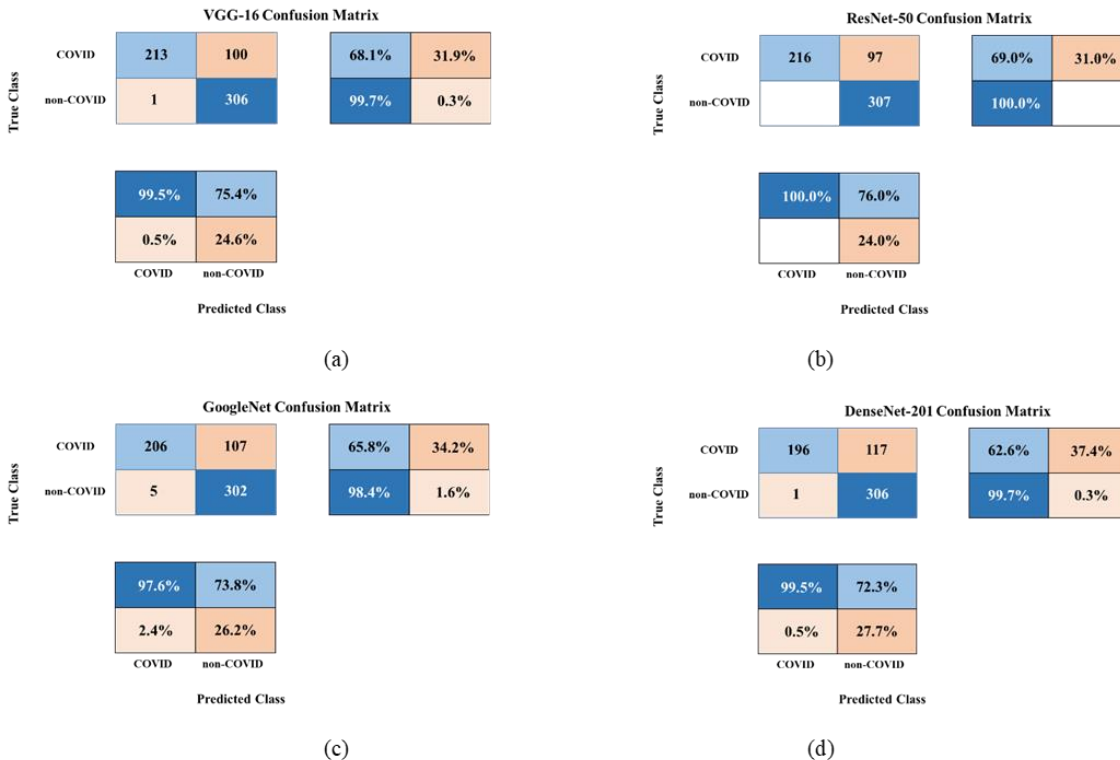 VGG-16 Confusion Matrix
COVID 213 100 68.1% 31.9%
non-COVID 1 306 99.7% 0.3%
True Class
99.5% 75.4%
0.5% 24.6%
COVID non-COVID
Predicted Class
(a)
ResNet-50 Confusion Matrix
COVID 216 97 69.0% 31.0%
non-COVID 307 100.0%
True Class
100.0% 76.0%
24.0%
COVID non-COVID
Predicted Class
(b)
GoogleNet Confusion Matrix
COVID 206 107 65.8% 34.2%
non-COVID 5 302 98.4% 1.6%
True Class
97.6% 73.8%
2.4% 26.2%
COVID non-COVID
Predicted Class
(c)
DenseNet-201 Confusion Matrix
COVID 196 117 62.6% 37.4%
non-COVID 1 306 99.7% 0.3%
True Class
99.5% 72.3%
0.5% 27.7%
COVID non-COVID
Predicted Class
(d)